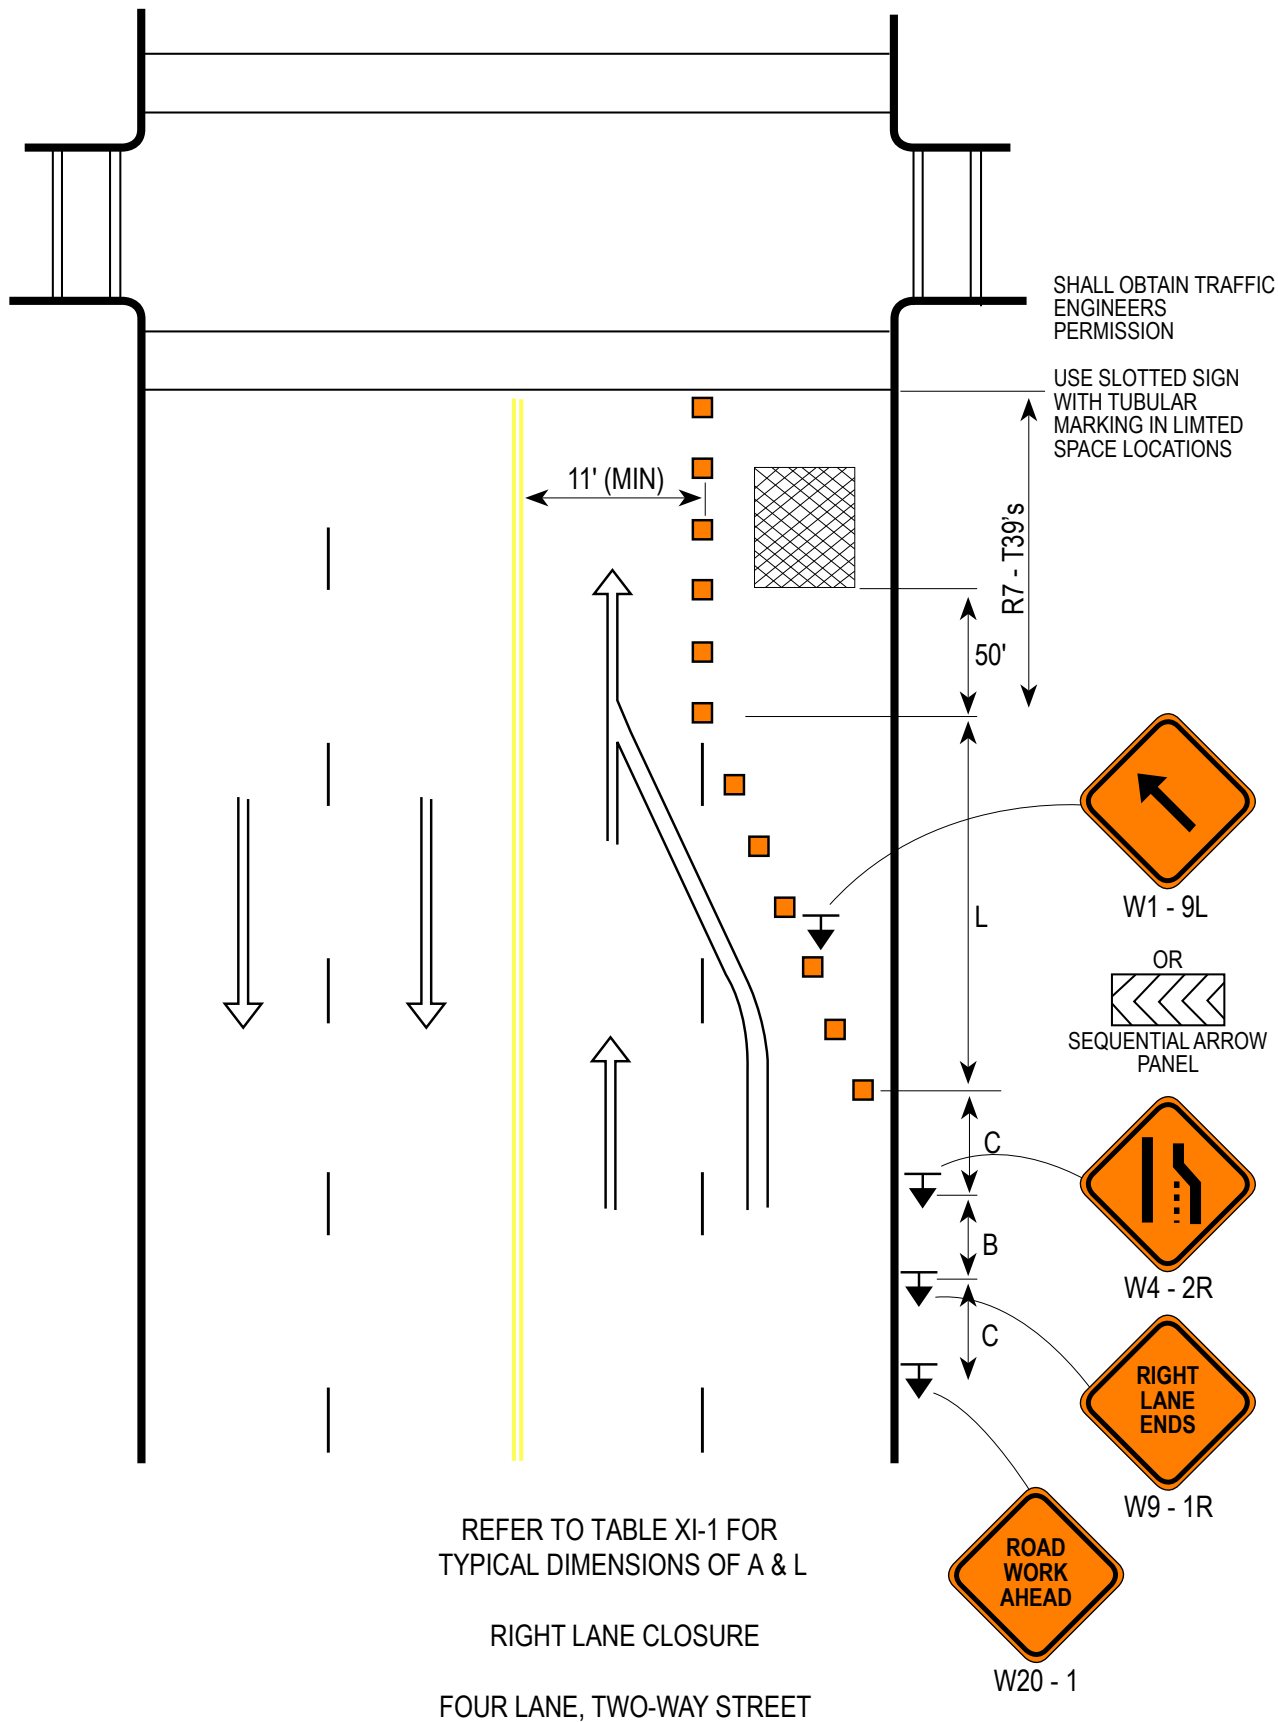 SHALL OBTAIN TRAFFIC
ENGINEERS
PERMISSION
USE SLOTTED SIGN
WITH TUBULAR
MARKING IN LIMTED
SPACE LOCATIONS
11' (MIN)
R7 - T39's
50'
L
W1 - 9L
OR
SEQUENTIAL ARROW
PANEL
C
B
W4 - 2R
C
RIGHT
LANE
ENDS
W9 - 1R
ROAD
WORK
AHEAD
W20 - 1
REFER TO TABLE XI-1 FOR
TYPICAL DIMENSIONS OF A & L
RIGHT LANE CLOSURE
FOUR LANE, TWO-WAY STREET